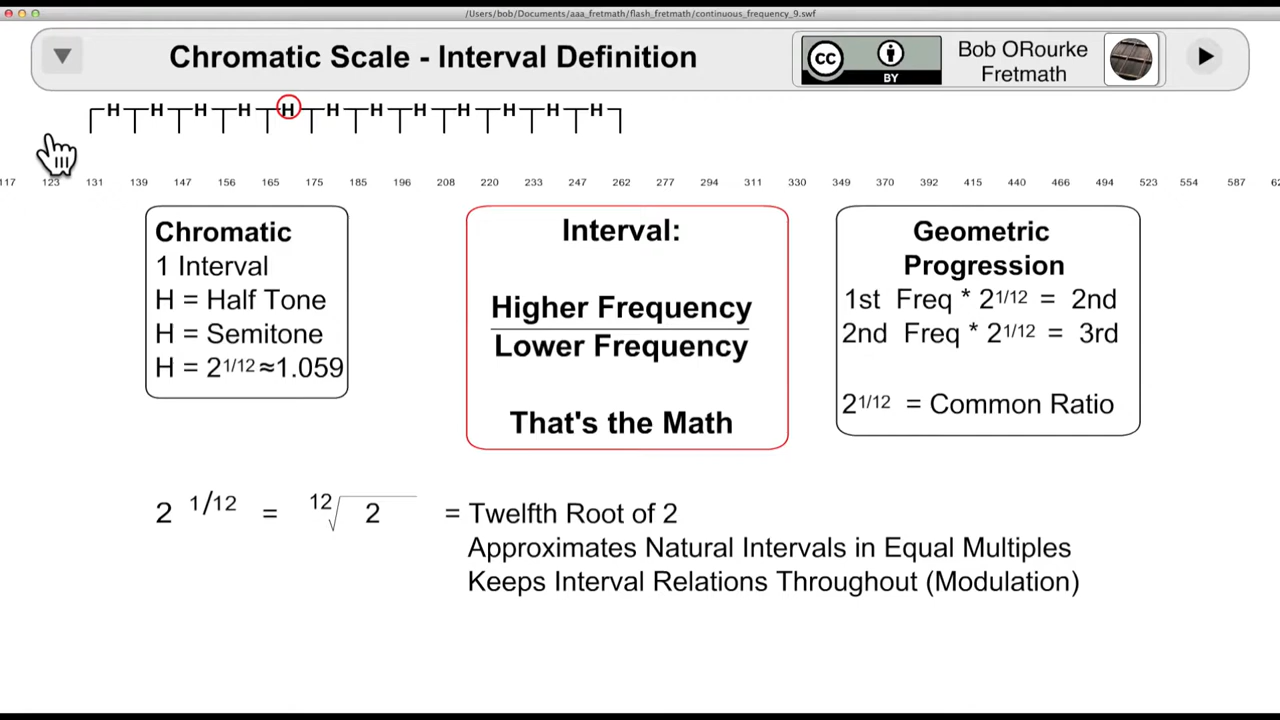 /Users/bob/Documents/aaa_fretmath/flash_fretmath/continuous_frequency_9.swf
Chromatic Scale - Interval Definition
CC
BY
Bob ORourke
Fretmath
H H H H H H H H H H H H
117 123 131 139 147 156 165 175 185 196 208 220 233 247 262 277 294 311 330 349 370 392 415 440 466 494 523 554 587
Chromatic
1 Interval
H = Half Tone
H = Semitone
H = 2^1/12 ≈1.059
Interval:
Higher Frequency
Lower Frequency
That's the Math
Geometric
Progression
1st Freq * 2^1/12 = 2nd
2nd Freq * 2^1/12 = 3rd
2^1/12 = Common Ratio
2 ^1/12 = ^12√2 = Twelfth Root of 2
Approximates Natural Intervals in Equal Multiples
Keeps Interval Relations Throughout (Modulation)